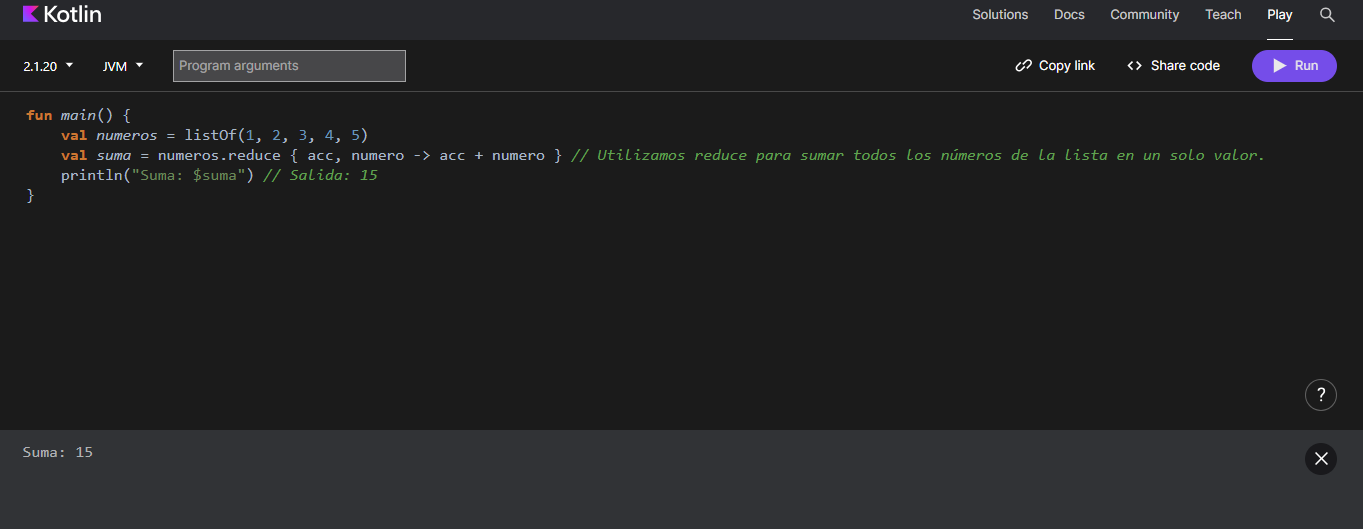 Kotlin Solutions Docs Community Teach Play
2.1.20 JVM Program arguments Copy link Share code Run
fun main() {
    val numeros = listOf(1, 2, 3, 4, 5)
    val suma = numeros.reduce { acc, numero -> acc + numero } // Utilizamos reduce para sumar todos los números de la lista en un solo valor.
    println("Suma: $suma") // Salida: 15
}
?
Suma: 15